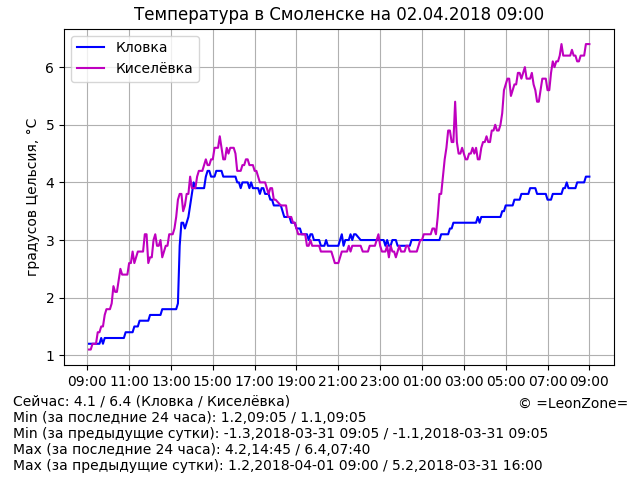 Температура в Смоленске на 02.04.2018 09:00
Кловка
Киселёвка
градусов Цельсия, °C
6
5
4
3
2
1
09:00 11:00 13:00 15:00 17:00 19:00 21:00 23:00 01:00 03:00 05:00 07:00 09:00
Сейчас: 4.1 / 6.4 (Кловка / Киселёвка)
© =LeonZone=
Min (за последние 24 часа): 1.2,09:05 / 1.1,09:05
Min (за предыдущие сутки): -1.3,2018-03-31 09:05 / -1.1,2018-03-31 09:05
Max (за последние 24 часа): 4.2,14:45 / 6.4,07:40
Max (за предыдущие сутки): 1.2,2018-04-01 09:00 / 5.2,2018-03-31 16:00